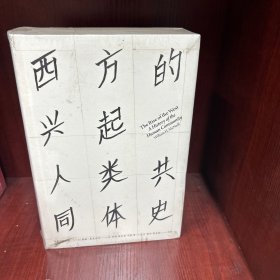 西方的
兴起
The Rise of the West
A History of the
Human Community
人类共
同体史